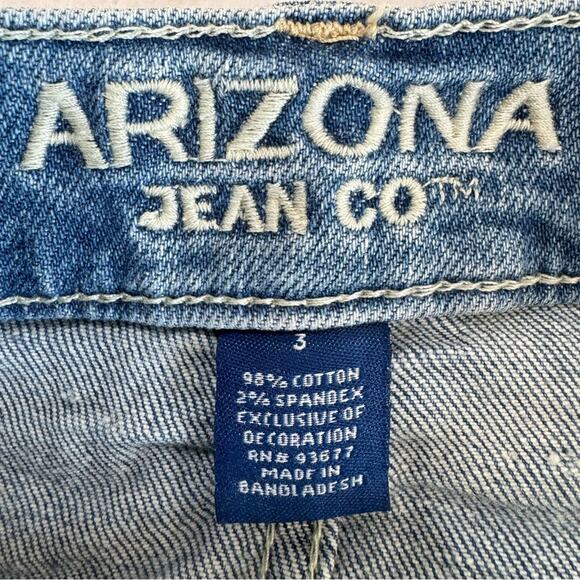 ARIZONA
JEAN CO™
3
98% COTTON
2% SPANDEX
EXCLUSIVE OF
DECORATION
RN# 93677
MADE IN
BANGLADESH